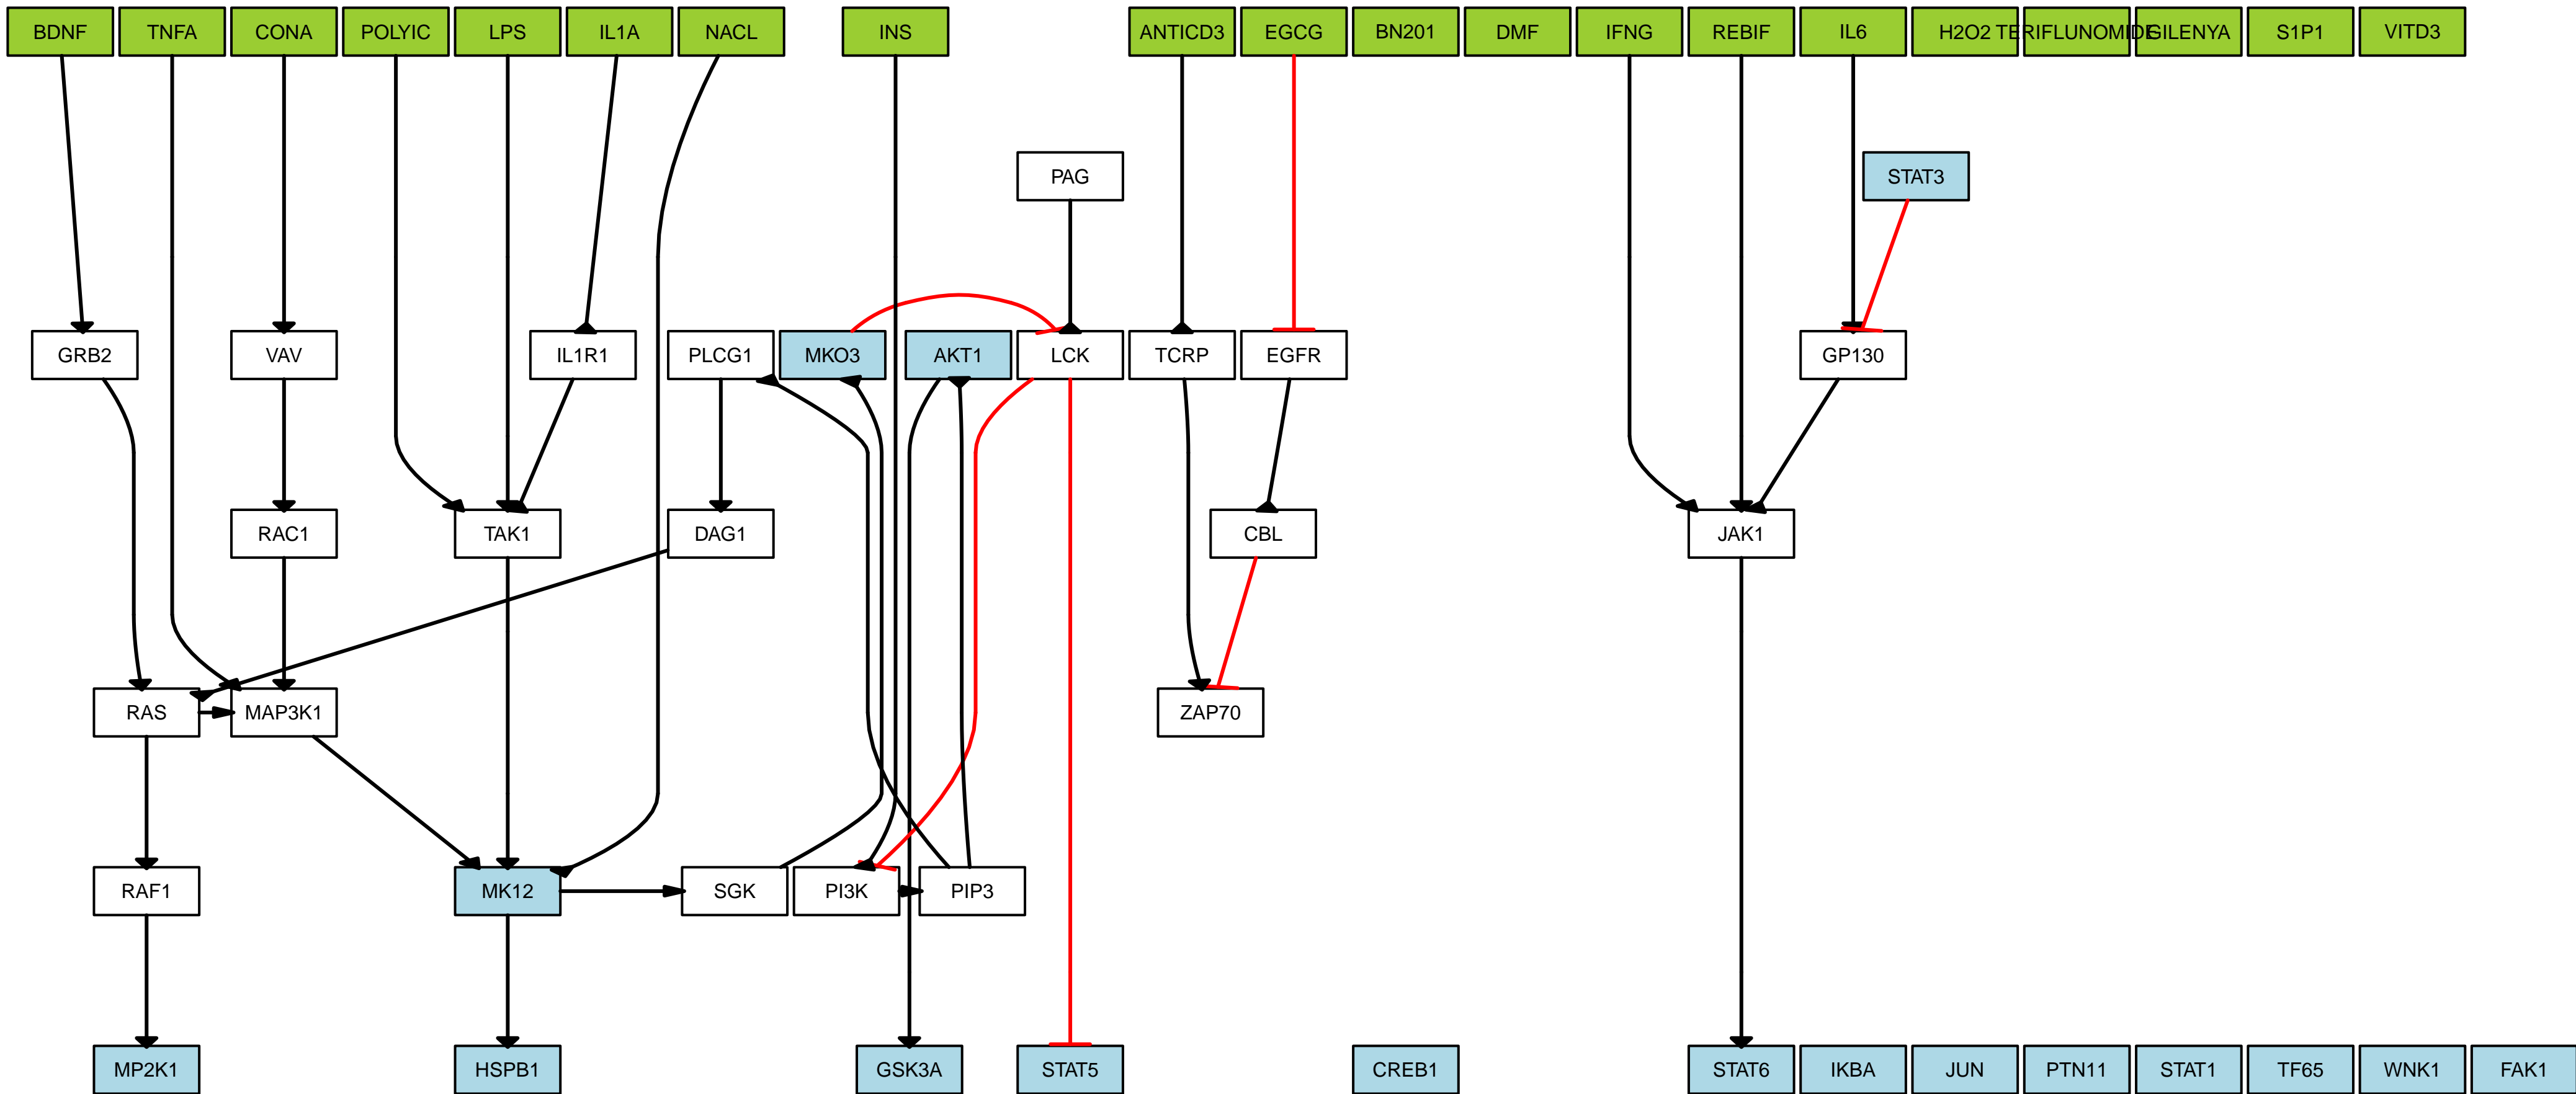 BDNF TNFA CONA POLYIC LPS IL1A NACL INS ANTICD3 EGCG BN201 DMF IFNG REBIF IL6 H2O2 TERIFLUNOMIDE GILENYA S1P1 VITD3
PAG STAT3
GRB2 VAV IL1R1 PLCG1 MKO3 AKT1 LCK TCRP EGFR GP130
RAC1 TAK1 DAG1 CBL JAK1
RAS MAP3K1 ZAP70
RAF1 MK12 SGK PI3K PIP3
MP2K1 HSPB1 GSK3A STAT5 CREB1 STAT6 IKBA JUN PTN11 STAT1 TF65 WNK1 FAK1